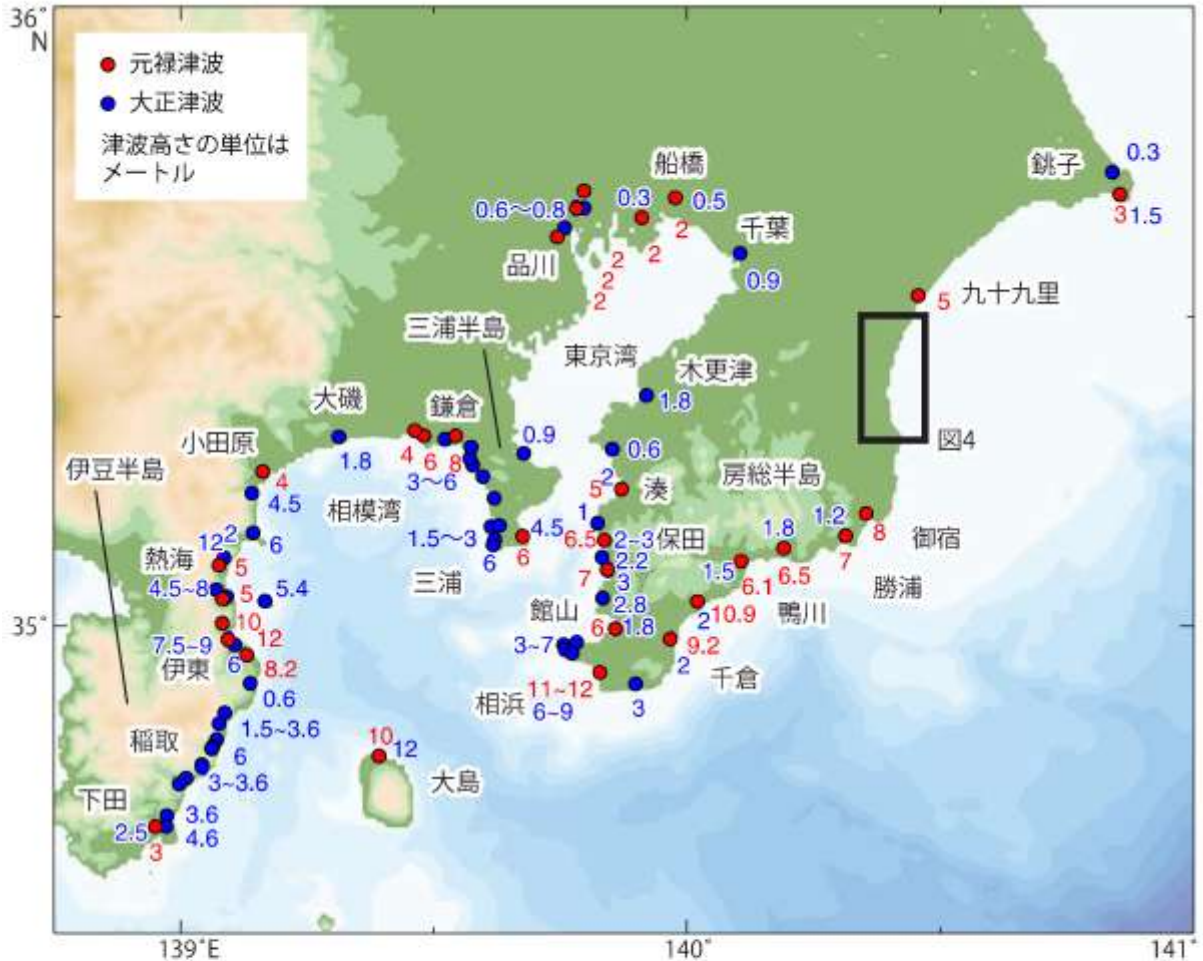 36°
N
元禄津波
大正津波
津波高さの単位は
メートル
船橋
銚子
0.3
0.6〜0.8
0.3
0.5
3
1.5
品川
2
2
2
2
2
千葉
0.9
5
九十九里
三浦半島
東京湾
木更津
1.8
大磯
鎌倉
0.9
0.6
図4
小田原
1.8
4
6
8
2
伊豆半島
4
3〜6
5
湊
房総半島
4.5
相模湾
1
1.8
1.2
8
御宿
2
6
1.5〜3
4.5
6.5
2~3
保田
7
熱海
12
5
6
6
2.2
1.5
6.5
勝浦
4.5~8
5
5.4
三浦
7
3
6.1
鴨川
35°
10
館山
2.8
10.9
7.5~9
12
6
1.8
2
9.2
伊東
6
8.2
3~7
2
千倉
0.6
相浜
11~12
6~9
3
稲取
1.5~3.6
6
10
12
3~3.6
大島
下田
3.6
2.5
4.6
3
139°E
140°
141°